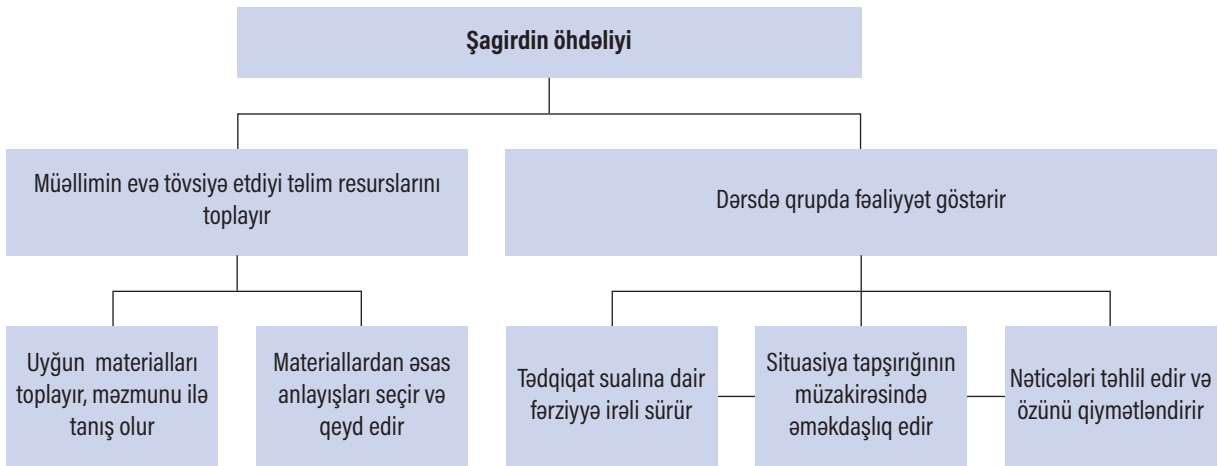 Şagirdin öhdəliyi
Müəllimin evə tövsiyə etdiyi təlim resurslarını
toplayır
Dərsdə qrupda fəaliyyət göstərir
Uyğun materialları
toplayır, məzmunu ilə
tanış olur
Materiallardan əsas
anlayışları seçir və
qeyd edir
Tədqiqat sualına dair
fərziyyə irəli sürür
Situasiya tapşırığının
müzakirəsində
əməkdaşlıq edir
Nəticələri təhlil edir və
özünü qiymətləndirir